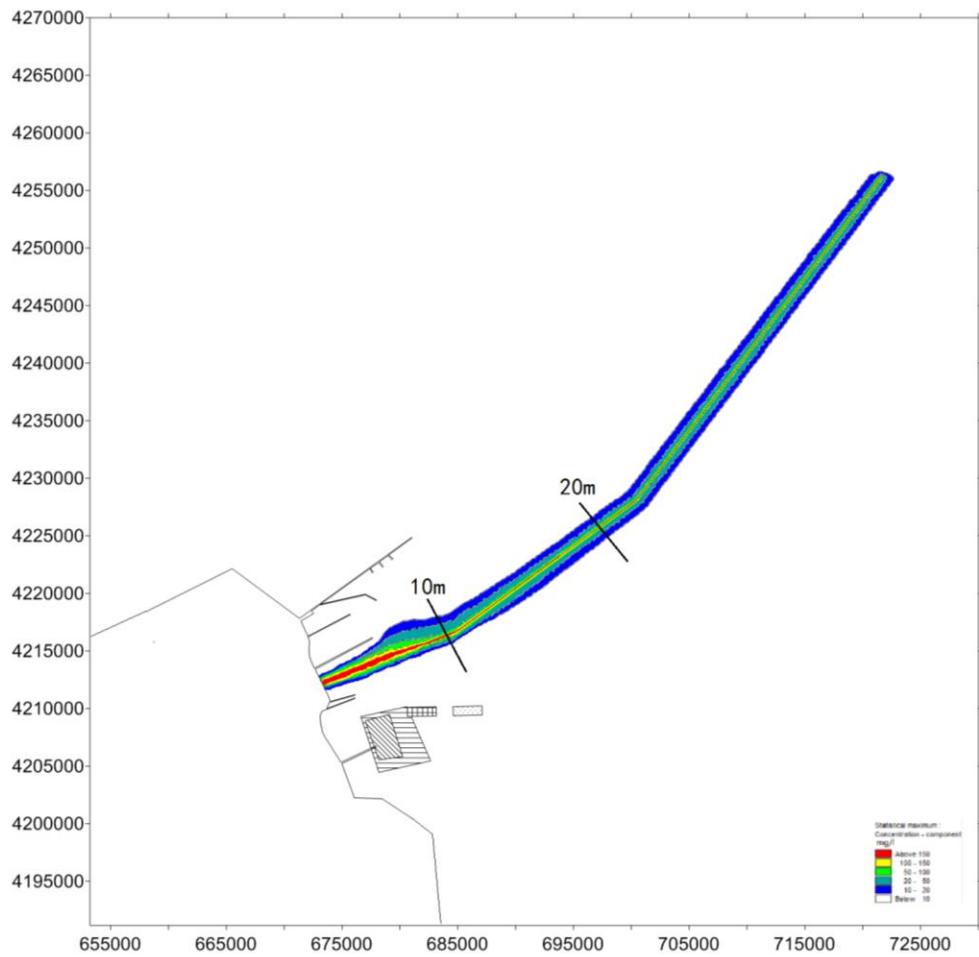 4270000
4265000
4260000
4255000
4250000
4245000
4240000
4235000
4230000
20m
4225000
4220000
10m
4215000
4210000
4205000
4200000
4195000
Statistical maximum :
Concentration - component
mg/l
Above 150
100 - 150
50 - 100
20 - 50
10 - 20
Below 10
655000 665000 675000 685000 695000 705000 715000 725000